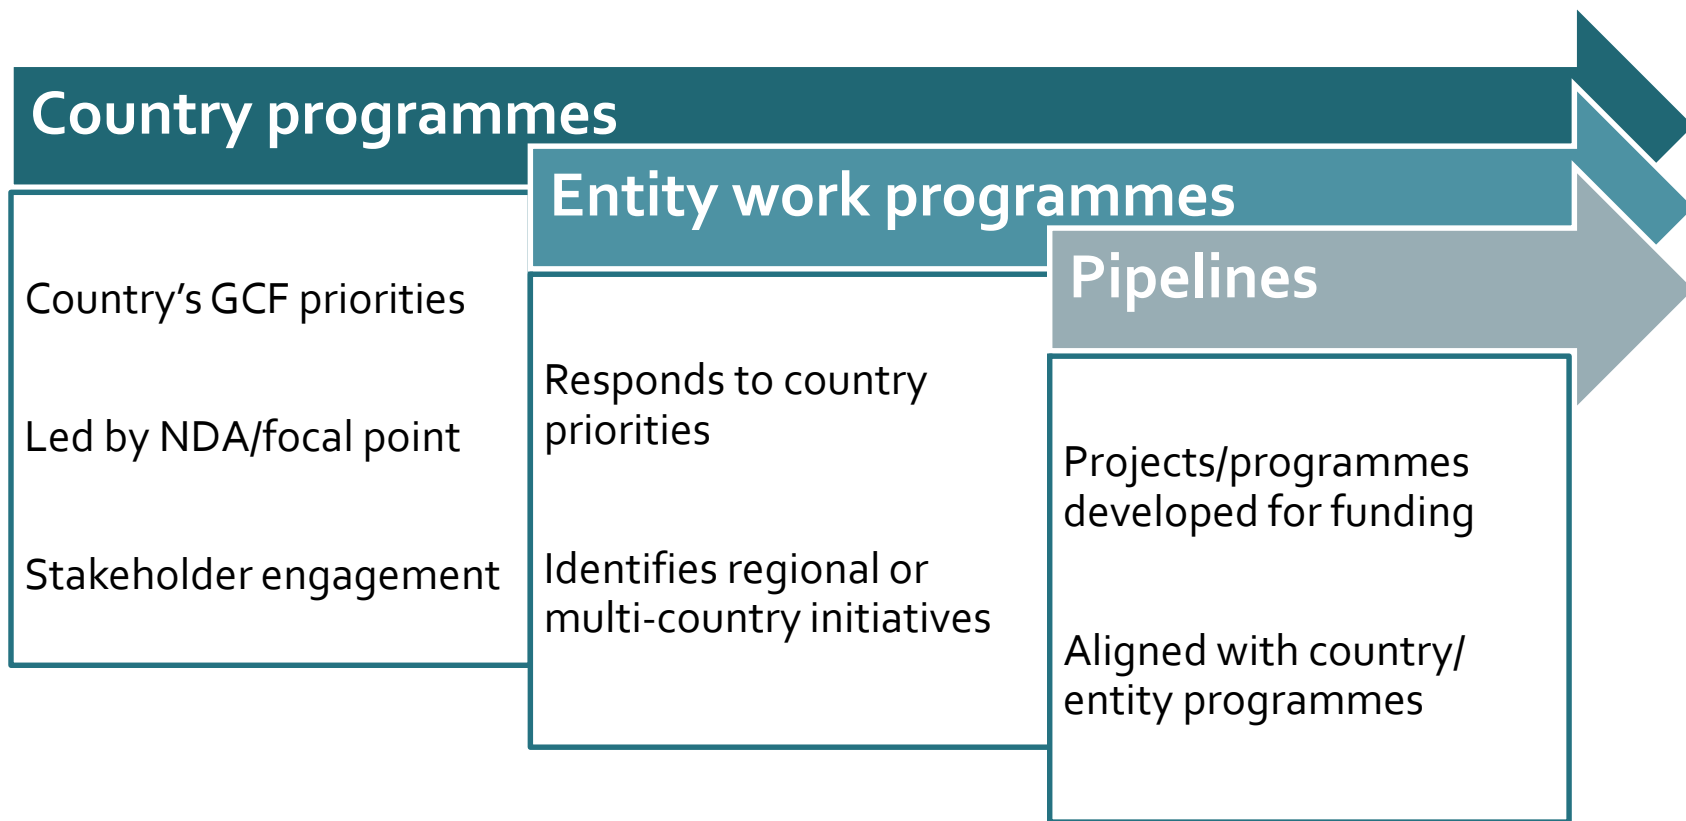 Country programmes
Country’s GCF priorities
Led by NDA/focal point
Stakeholder engagement
Entity work programmes
Responds to country
priorities
Identifies regional or
multi-country initiatives
Pipelines
Projects/programmes
developed for funding
Aligned with country/
entity programmes